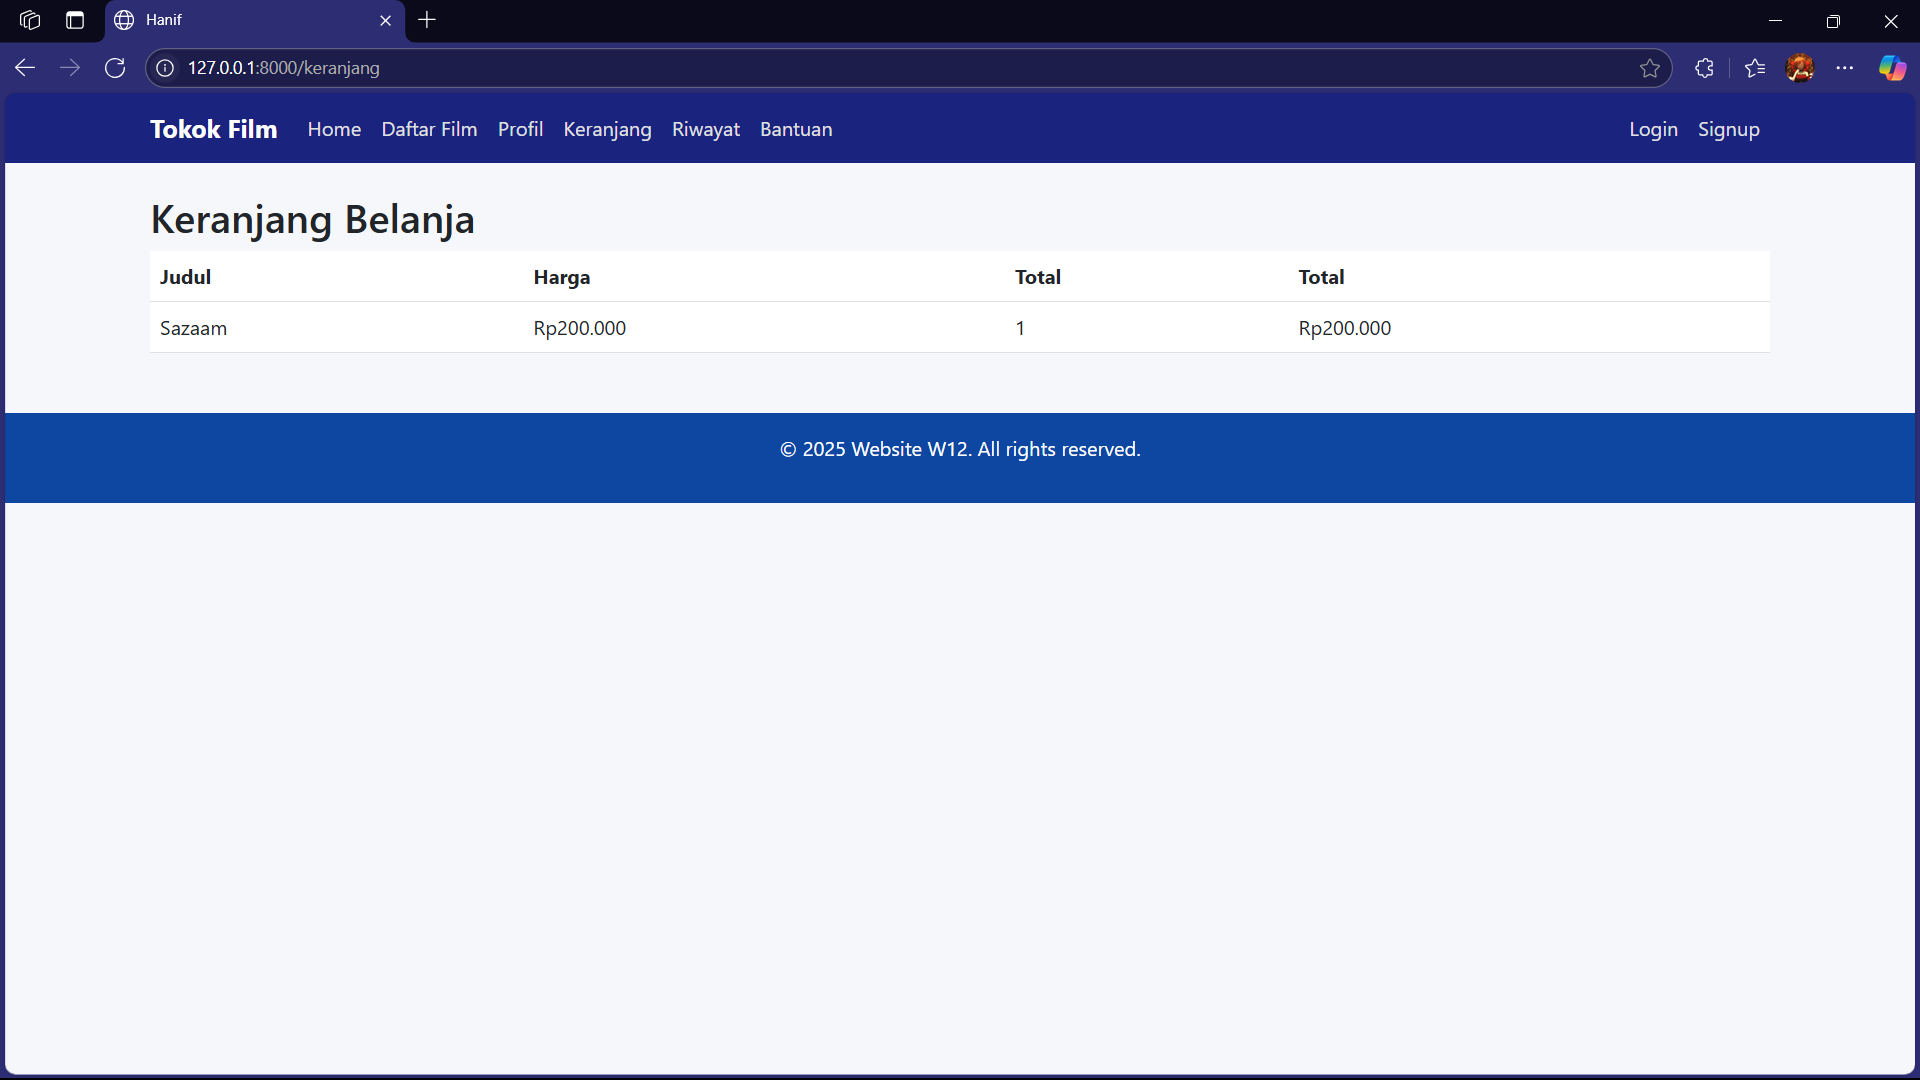 Hanif
127.0.0.1:8000/keranjang
Tokok Film Home Daftar Film Profil Keranjang Riwayat Bantuan Login Signup
Keranjang Belanja
Judul Harga Total Total
Sazaam Rp200.000 1 Rp200.000
© 2025 Website W12. All rights reserved.